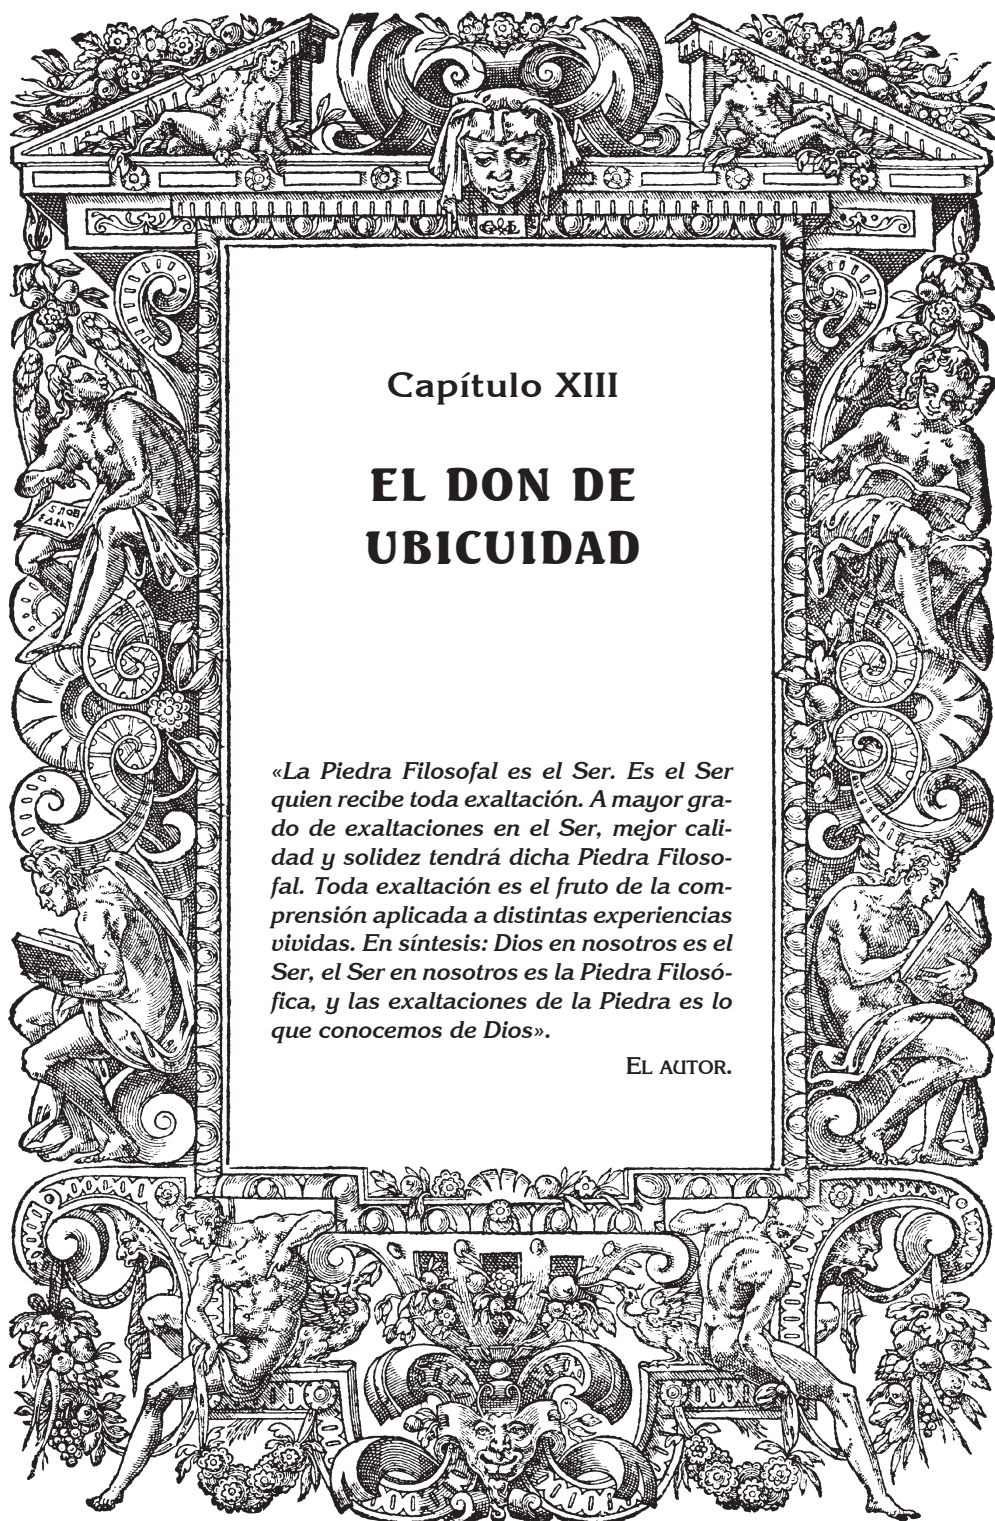 Capítulo XIII
EL DON DE
UBICUIDAD
«La Piedra Filosofal es el Ser. Es el Ser
quien recibe toda exaltación. A mayor gra-
do de exaltaciones en el Ser, mejor cali-
dad y solidez tendrá dicha Piedra Filoso-
fal. Toda exaltación es el fruto de la com-
prensión aplicada a distintas experiencias
vividas. En síntesis: Dios en nosotros es el
Ser, el Ser en nosotros es la Piedra Filosó-
fica, y las exaltaciones de la Piedra es lo
que conocemos de Dios».
EL AUTOR.